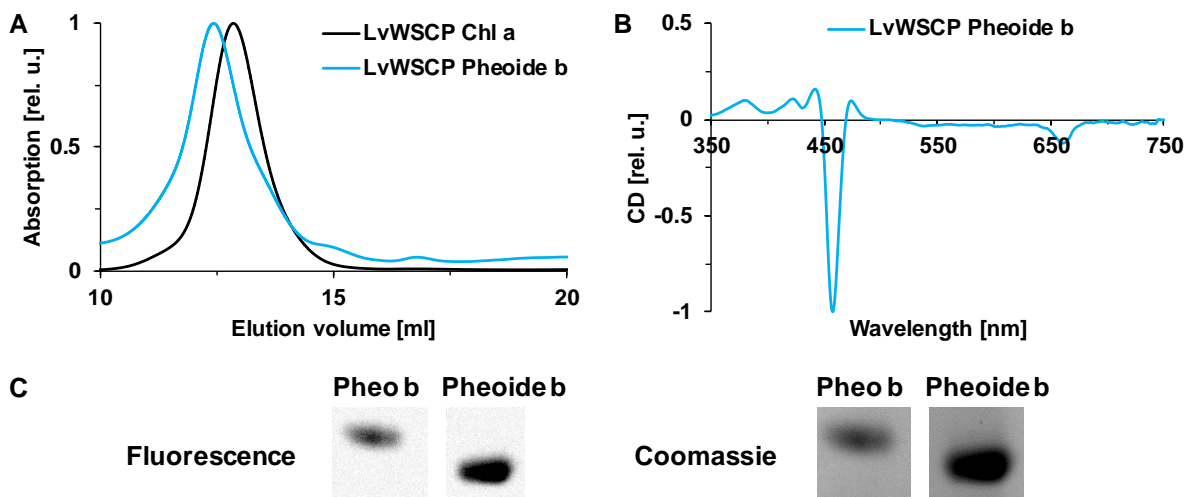 A
LvWSCP Chl a
LvWSCP Pheoide b
Absorption [rel. u.]
1
0.5
0
10
15
20
Elution volume [ml]
B
LvWSCP Pheoide b
CD [rel. u.]
0.5
0
-0.5
-1
350
450
550
650
750
Wavelength [nm]
C
Pheo b
Pheoide b
Pheo b
Pheoide b
Fluorescence
Coomassie